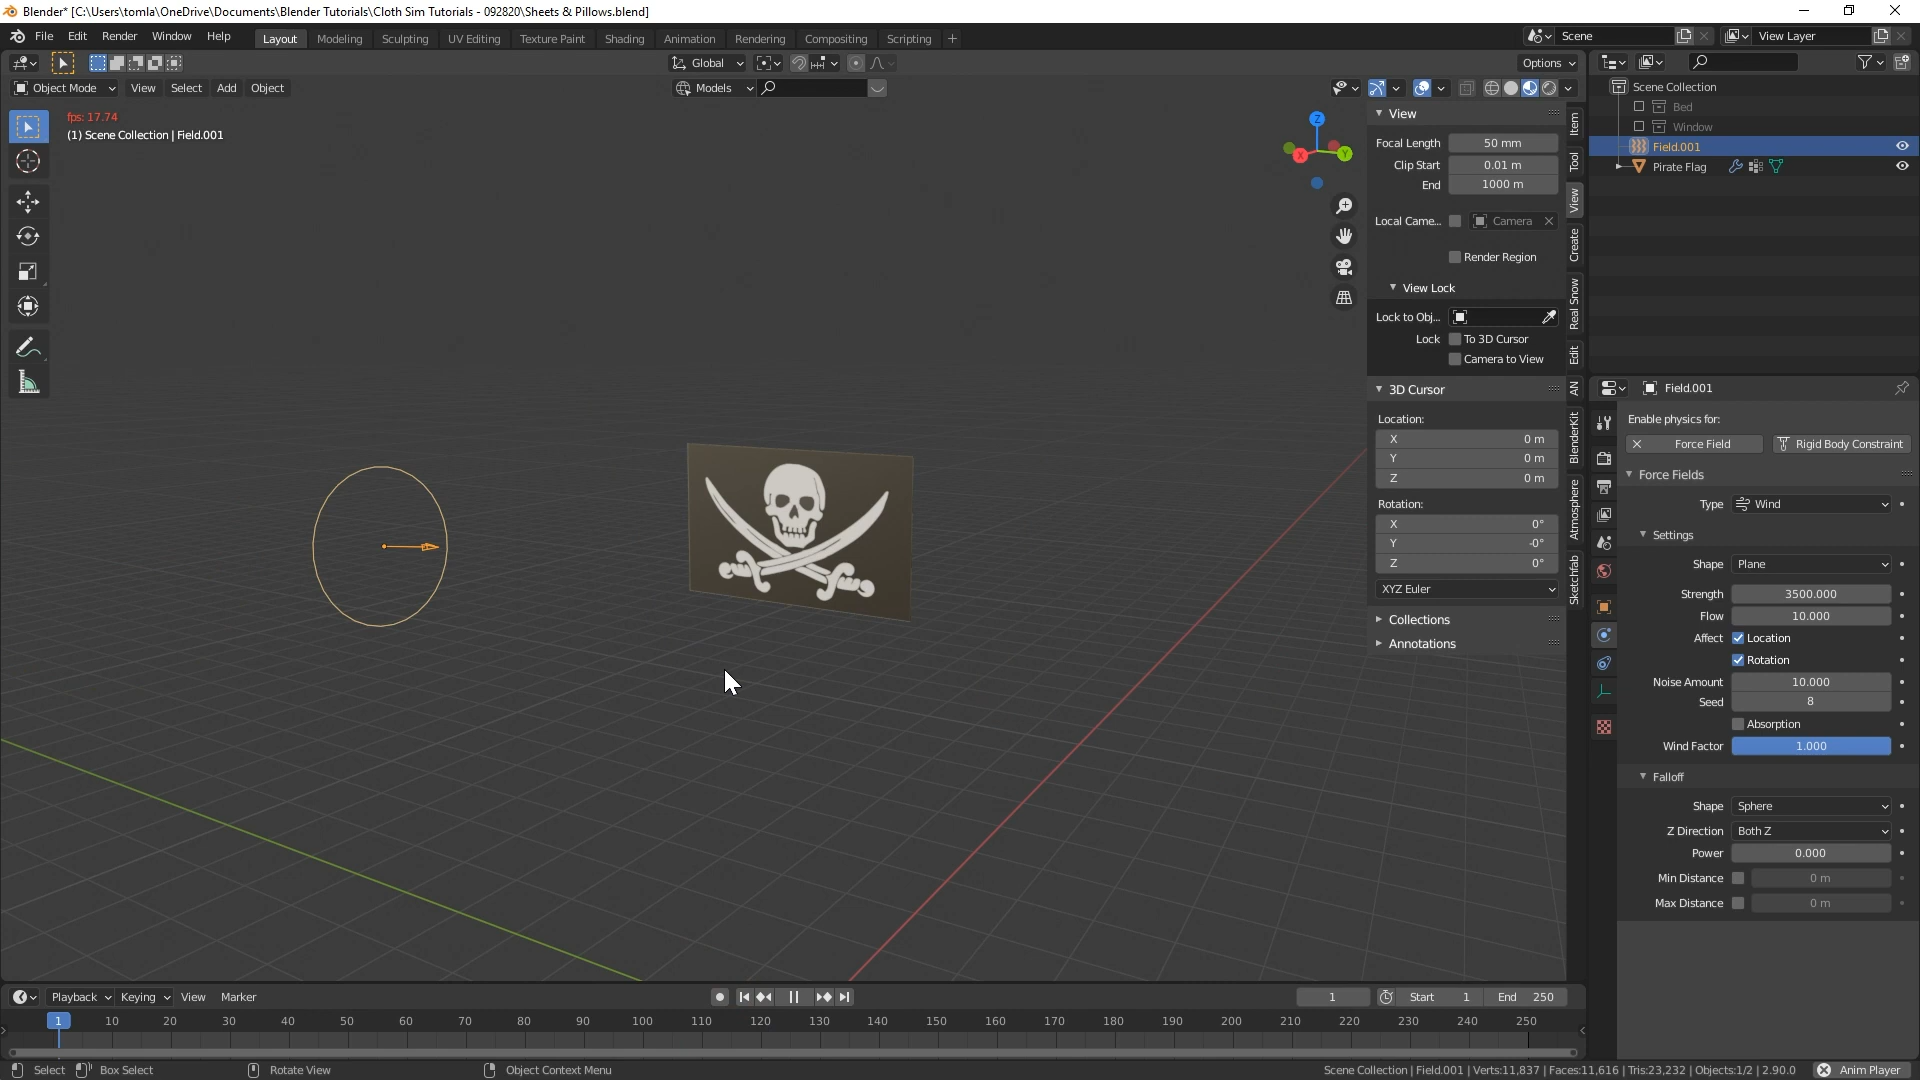 Blender* [C:\Users\tomla\OneDrive\Documents\Blender Tutorials\Cloth Sim Tutorials - 092820\Sheets & Pillows.blend]
File Edit Render Window Help Layout Modeling Sculpting UV Editing Texture Paint Shading Animation Rendering Compositing Scripting + Scene View Layer
Global Options
Object Mode View Select Add Object Models
fps: 17.74
(1) Scene Collection | Field.001
Z
X
Y
View
Focal Length 50 mm
Clip Start 0.01 m
End 1000 m
Local Came... Camera
Render Region
View Lock
Lock to Obj...
Lock To 3D Cursor
Camera to View
3D Cursor
Location:
X 0 m
Y 0 m
Z 0 m
Rotation:
X 0°
Y -0°
Z 0°
XYZ Euler
Collections
Annotations
Item
Tool
View
Create
Real Snow
Edit
AN
BlenderKit
Atmosphere
Sketchfab
Scene Collection
Bed
Window
Field.001
Pirate Flag
Field.001
Enable physics for:
Force Field Rigid Body Constraint
Force Fields
Type Wind
Settings
Shape Plane
Strength 3500.000
Flow 10.000
Affect Location
Rotation
Noise Amount 10.000
Seed 8
Absorption
Wind Factor 1.000
Falloff
Shape Sphere
Z Direction Both Z
Power 0.000
Min Distance 0 m
Max Distance 0 m
Playback Keying View Marker 1 Start 1 End 250
1 10 20 30 40 50 60 70 80 90 100 110 120 130 140 150 160 170 180 190 200 210 220 230 240 250
Select Box Select Rotate View Object Context Menu Scene Collection | Field.001 | Verts:11,837 | Faces:11,616 | Tris:23,232 | Objects:1/2 | 2.90.0 Anim Player